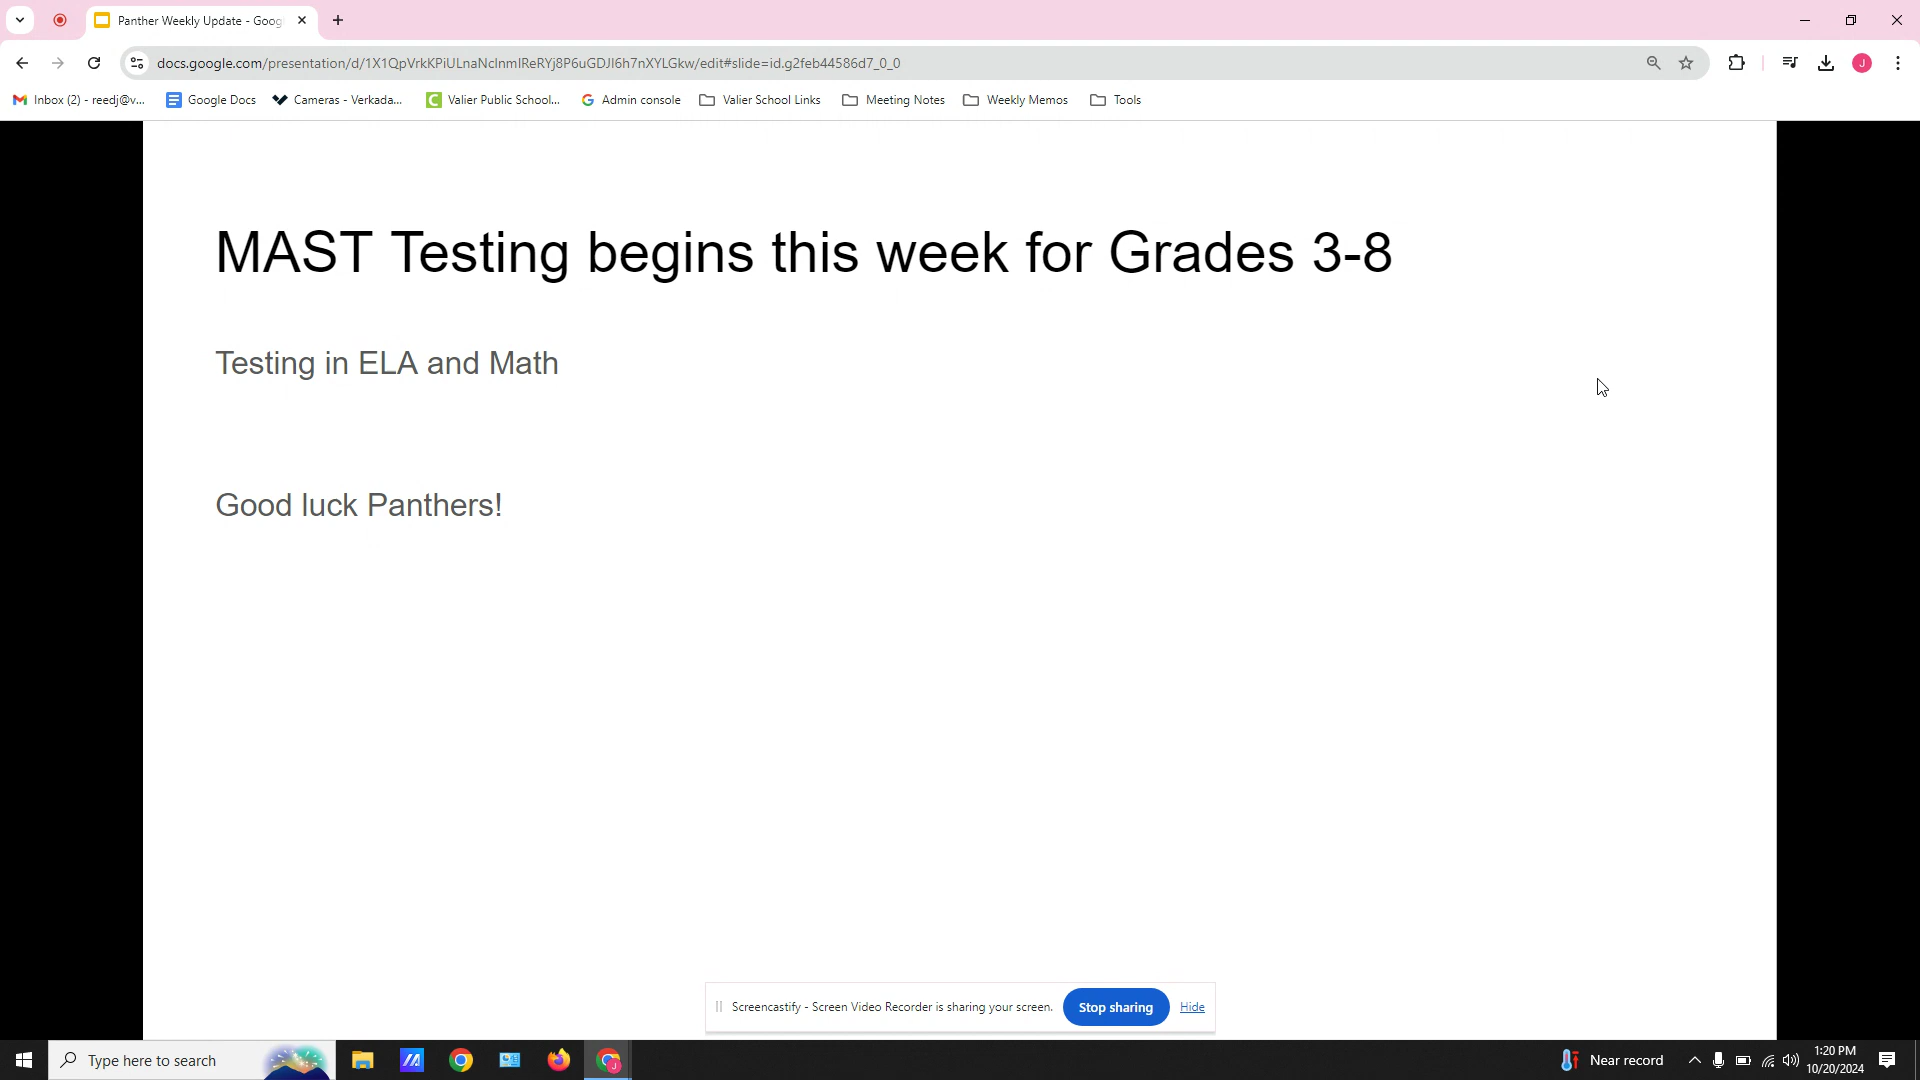 Panther Weekly Update - Goog
docs.google.com/presentation/d/1X1QpVrkKPiULnaNclnmIReRYj8P6uGDJI6h7nXYLGkw/edit#slide=id.g2feb44586d7_0_0
J
Inbox (2) - reedj@v... Google Docs Cameras - Verkada... Valier Public School... Admin console Valier School Links Meeting Notes Weekly Memos Tools
MAST Testing begins this week for Grades 3-8
Testing in ELA and Math
Good luck Panthers!
Screencastify - Screen Video Recorder is sharing your screen. Stop sharing Hide
Type here to search
Near record
1:20 PM
10/20/2024